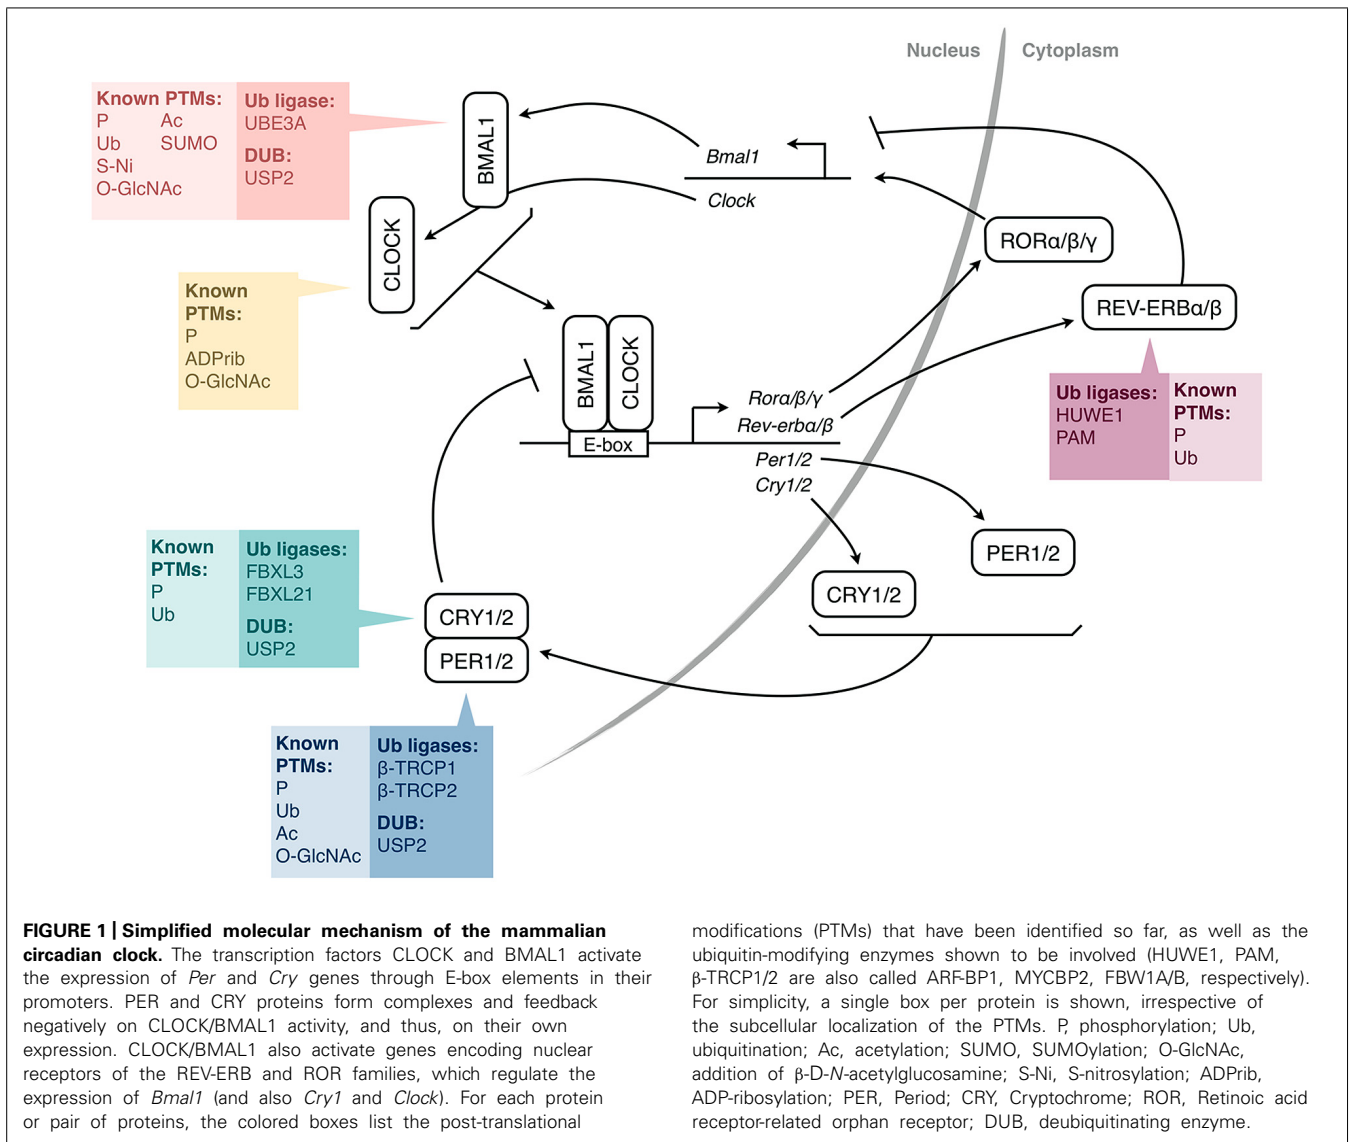 Nucleus
Cytoplasm
Known PTMs:
P Ac
Ub SUMO
S-Ni
O-GlcNAc
Ub ligase:
UBE3A
DUB:
USP2
BMAL1
Bmal1
Clock
CLOCK
RORα/β/γ
REV-ERBα/β
Known
PTMs:
P
ADPrib
O-GlcNAc
BMAL1
CLOCK
E-box
Rorα/β/γ
Rev-erbα/β
Per1/2
Cry1/2
Ub ligases:
HUWE1
PAM
Known
PTMs:
P
Ub
PER1/2
CRY1/2
Known
PTMs:
P
Ub
Ub ligases:
FBXL3
FBXL21
DUB:
USP2
CRY1/2
PER1/2
Known
PTMs:
P
Ub
Ac
O-GlcNAc
Ub ligases:
β-TRCP1
β-TRCP2
DUB:
USP2
FIGURE 1 | Simplified molecular mechanism of the mammalian
circadian clock. The transcription factors CLOCK and BMAL1 activate
the expression of Per and Cry genes through E-box elements in their
promoters. PER and CRY proteins form complexes and feedback
negatively on CLOCK/BMAL1 activity, and thus, on their own
expression. CLOCK/BMAL1 also activate genes encoding nuclear
receptors of the REV-ERB and ROR families, which regulate the
expression of Bmal1 (and also Cry1 and Clock). For each protein
or pair of proteins, the colored boxes list the post-translational
modifications (PTMs) that have been identified so far, as well as the
ubiquitin-modifying enzymes shown to be involved (HUWE1, PAM,
β-TRCP1/2 are also called ARF-BP1, MYCBP2, FBW1A/B, respectively).
For simplicity, a single box per protein is shown, irrespective of
the subcellular localization of the PTMs. P, phosphorylation; Ub,
ubiquitination; Ac, acetylation; SUMO, SUMOylation; O-GlcNAc,
addition of β-D-N-acetylglucosamine; S-Ni, S-nitrosylation; ADPrib,
ADP-ribosylation; PER, Period; CRY, Cryptochrome; ROR, Retinoic acid
receptor-related orphan receptor; DUB, deubiquitinating enzyme.